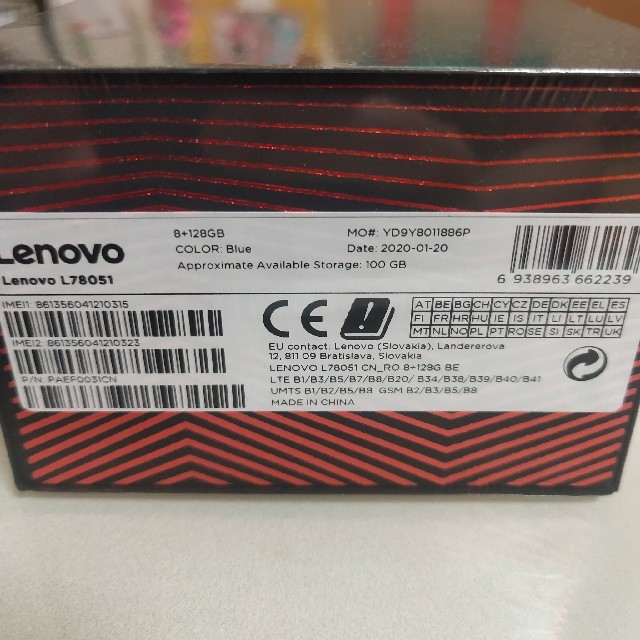 Lenovo
Lenovo L78051
8+128GB
COLOR: Blue
Approximate Available Storage: 100 GB
MO#: YD9Y8011886P
Date: 2020-01-20
6 938963 662239
IMEI1: 861356041210315
IMEI2: 861356041210323
P/N: PAEF0031CN
CE
AT BE BG CH CY CZ DE DK EE EL ES
FI FR HR HU IE IS IT LI LT LU LV
MT NL NO PL PT RO SE SI SK TR UK
EU contact: Lenovo (Slovakia), Landererova
12, 811 09 Bratislava, Slovakia
LENOVO L78051 CN_RO 8+128G BE
LTE B1/B3/B5/B7/B8/B20/ B34/B38/B39/B40/B41
UMTS B1/B2/B5/B8 GSM B2/B3/B5/B8
MADE IN CHINA